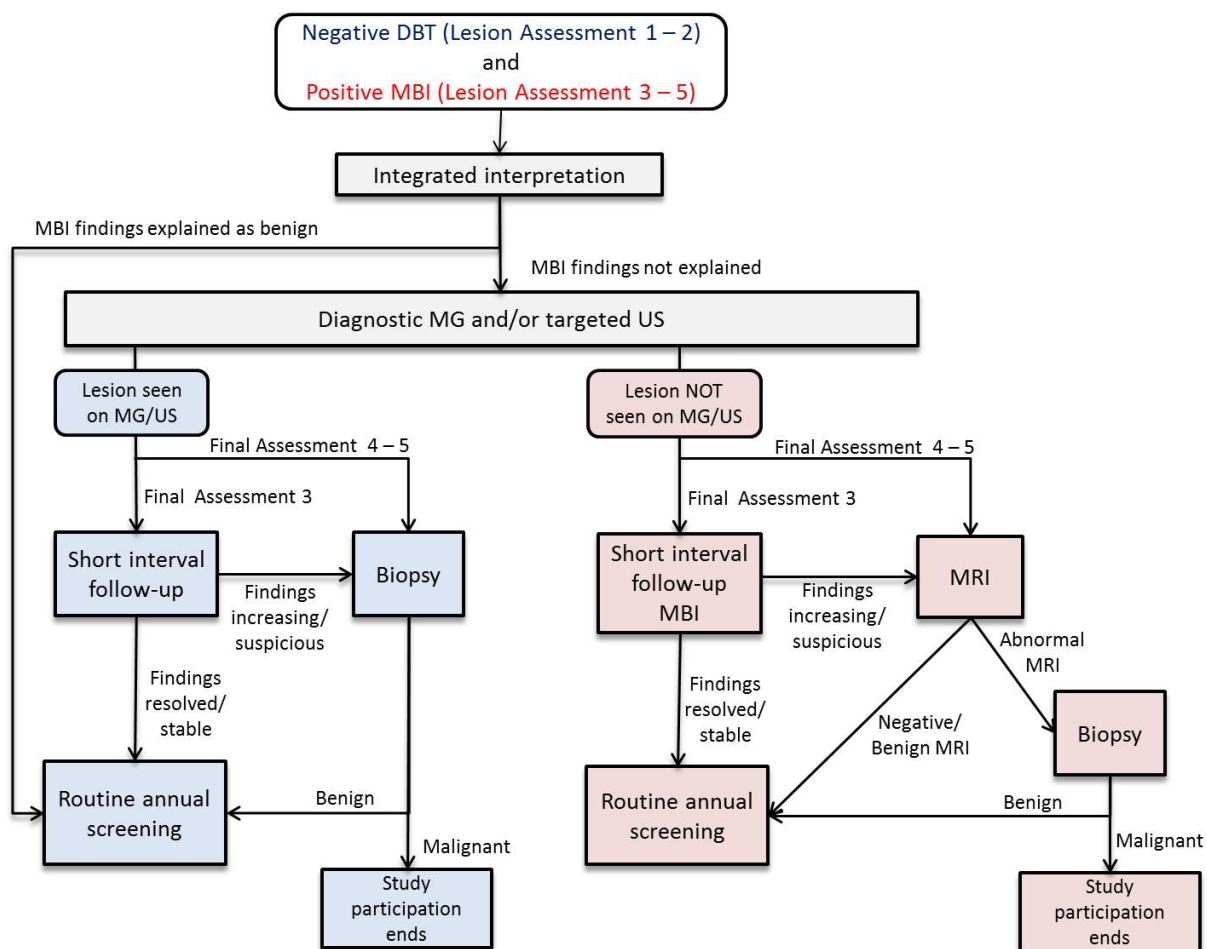 Negative DBT (Lesion Assessment 1 – 2)
and
Positive MBI (Lesion Assessment 3 – 5)
Integrated interpretation
MBI findings explained as benign
MBI findings not explained
Diagnostic MG and/or targeted US
Lesion seen
on MG/US
Final Assessment 4 – 5
Final Assessment 3
Short interval
follow-up
Findings
increasing/
suspicious
Biopsy
Findings
resolved/
stable
Routine annual
screening
Benign
Malignant
Study
participation
ends
Lesion NOT
seen on MG/US
Final Assessment 4 – 5
Final Assessment 3
Short interval
follow-up
MBI
Findings
increasing/
suspicious
MRI
Abnormal
MRI
Findings
resolved/
stable
Negative/
Benign MRI
Biopsy
Routine annual
screening
Benign
Malignant
Study
participation
ends